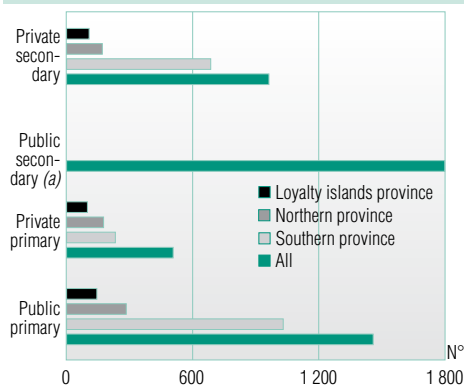 Private
secon-
dary
Public
secon-
dary (a)
Private
primary
Public
primary
Loyalty islands province
Northern province
Southern province
All
N°
0 600 1 200 1 800